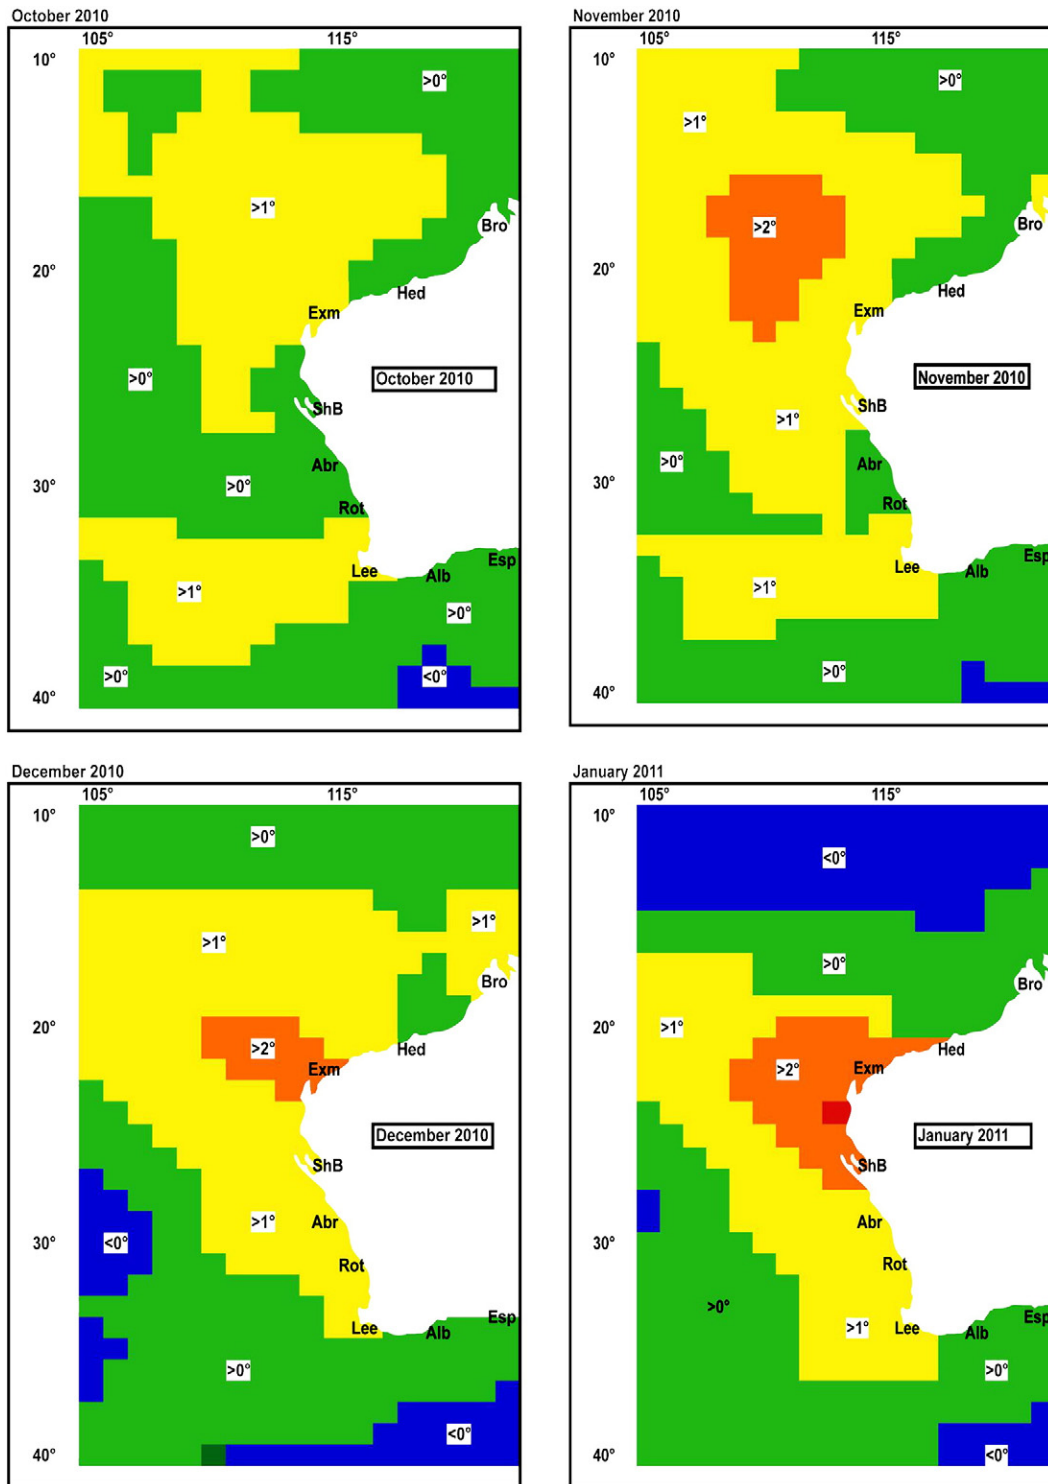 October 2010
105° 115°
10°
>0°
>1°
Bro
20°
Hed
Exm
>0°
October 2010
ShB
Abr
30°
>0°
Rot
Esp
Lee
Alb
>1°
>0°
>0°
<0°
40°
November 2010
105° 115°
10°
>0°
>1°
>2°
Bro
20°
Hed
Exm
November 2010
ShB
>1°
>0°
Abr
30°
Rot
Esp
Lee
Alb
>1°
>0°
40°
December 2010
105° 115°
10°
>0°
>1°
>1°
Bro
20°
>2°
Hed
Exm
December 2010
ShB
>1°
Abr
30°
<0°
Rot
Esp
Lee
Alb
>0°
<0°
40°
January 2011
105° 115°
10°
<0°
>0°
Bro
20°
>1°
Hed
>2°
Exm
January 2011
ShB
Abr
30°
Rot
>0°
Esp
>1°
Lee
Alb
>0°
40°
<0°